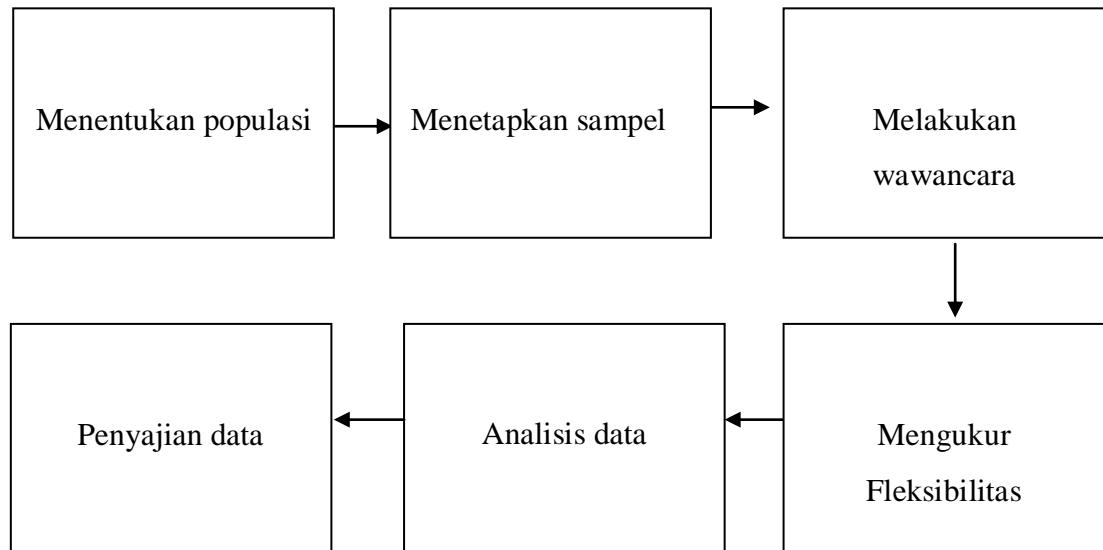 Menentukan populasi
Menetapkan sampel
Melakukan
wawancara
Mengukur
Fleksibilitas
Analisis data
Penyajian data